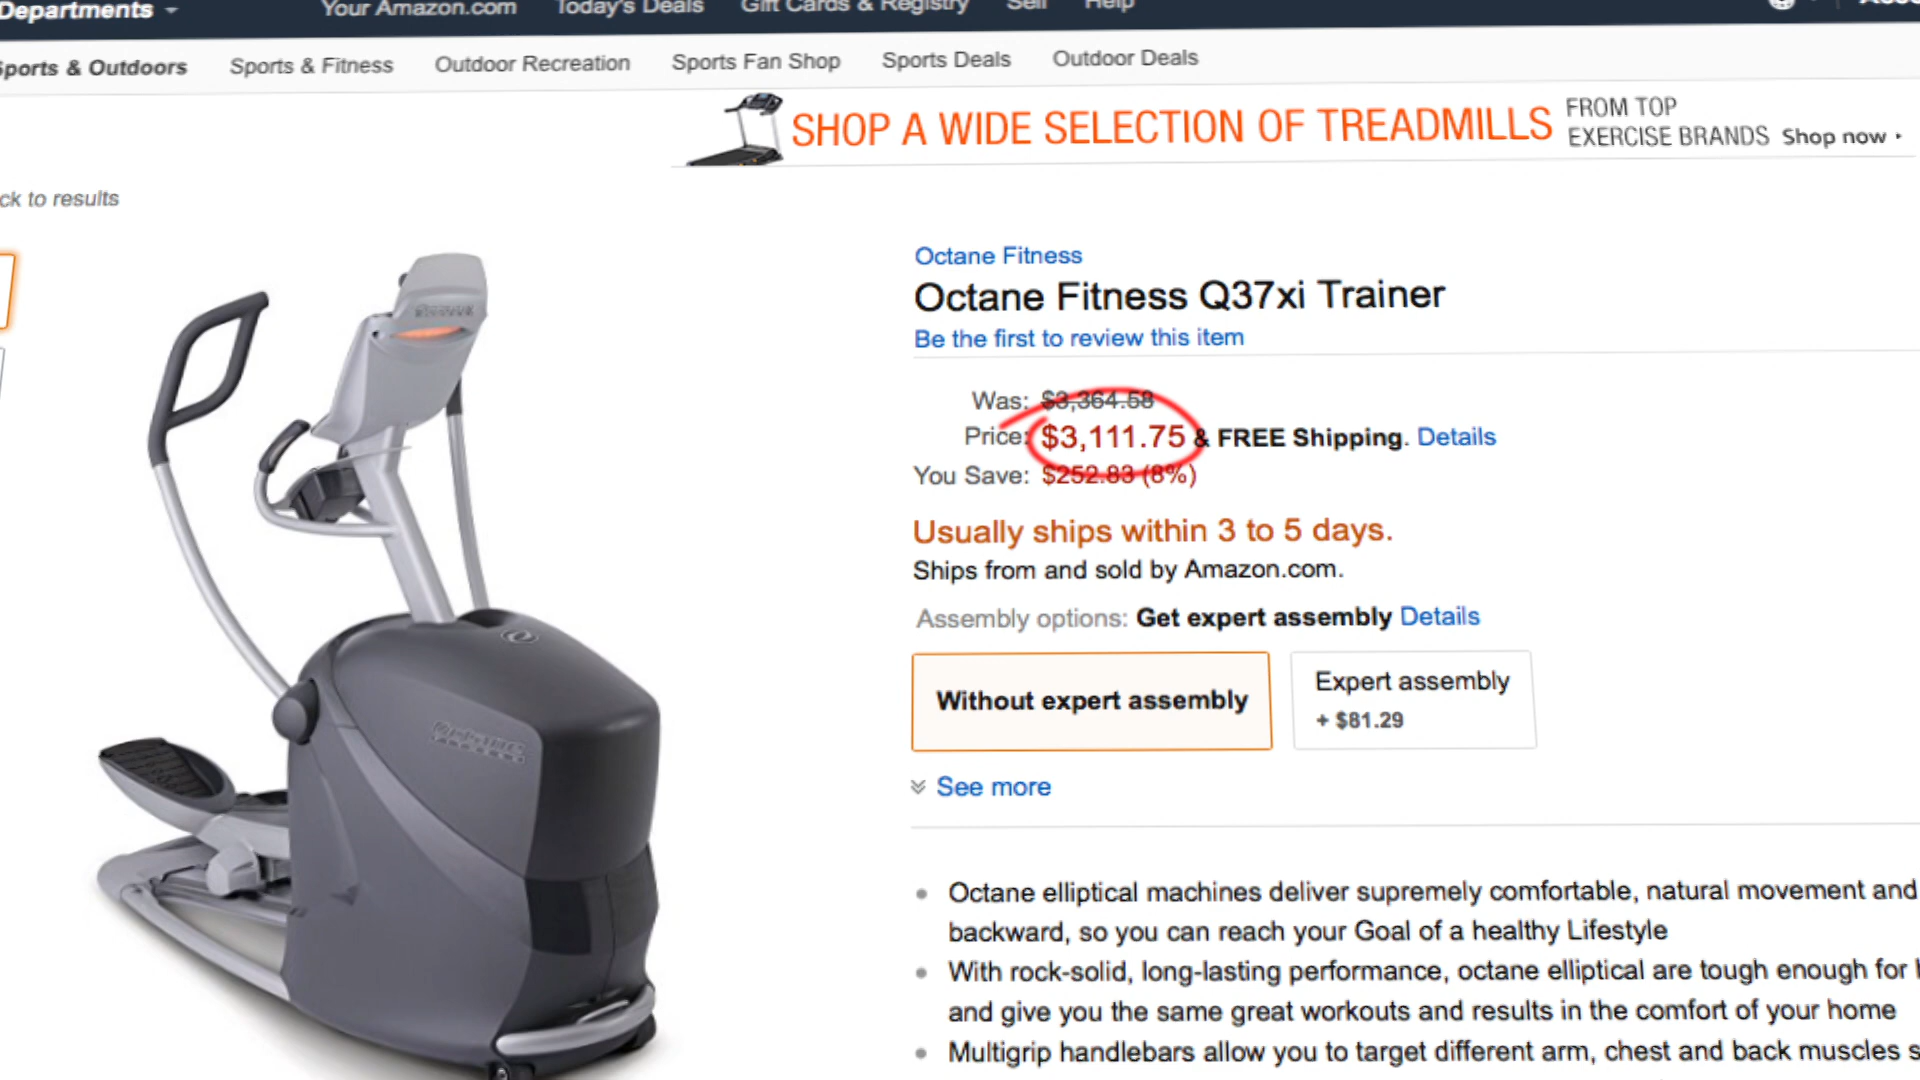 Departments
Your Amazon.com Today's Deals Gift Cards & Registry Sell Help
Sports & Outdoors Sports & Fitness Outdoor Recreation Sports Fan Shop Sports Deals Outdoor Deals
SHOP A WIDE SELECTION OF TREADMILLS
FROM TOP
EXERCISE BRANDS Shop now
ck to results
Octane Fitness
Octane Fitness Q37xi Trainer
Be the first to review this item
Was: $3,364.58
Price: $3,111.75 & FREE Shipping. Details
You Save: $252.83 (8%)
Usually ships within 3 to 5 days.
Ships from and sold by Amazon.com.
Assembly options: Get expert assembly Details
Without expert assembly
Expert assembly
+ $81.29
See more
Octane elliptical machines deliver supremely comfortable, natural movement and
backward, so you can reach your Goal of a healthy Lifestyle
With rock-solid, long-lasting performance, octane elliptical are tough enough for
and give you the same great workouts and results in the comfort of your home
Multigrip handlebars allow you to target different arm, chest and back muscles